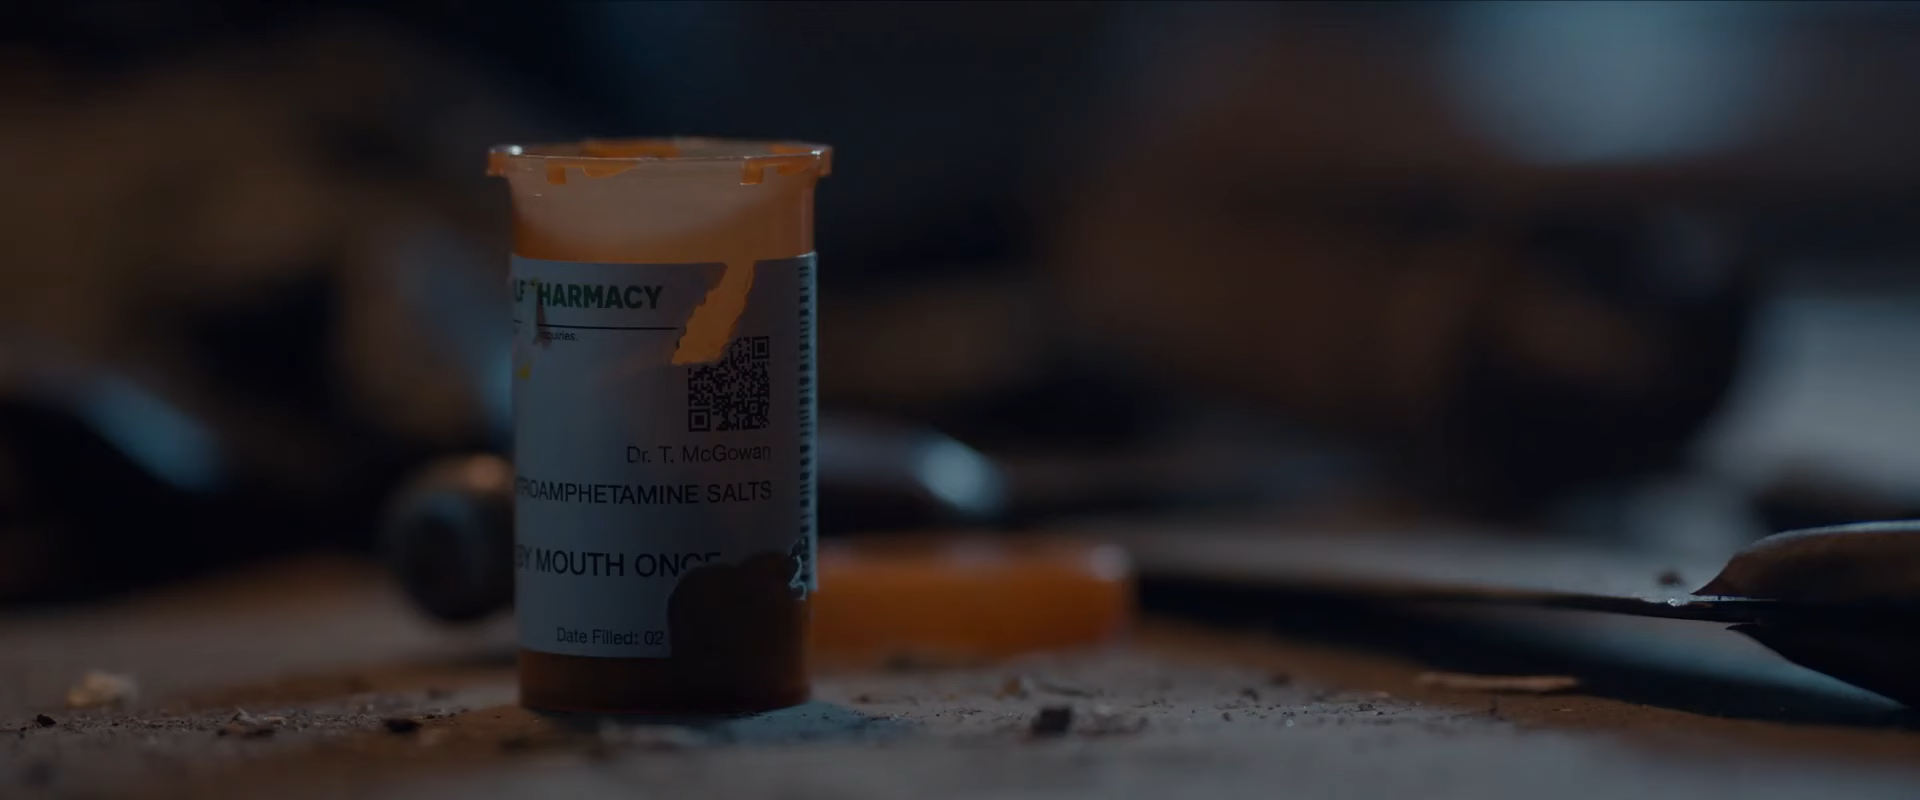 HARMACY
Dr. T. McGowan
ROAMPHETAMINE SALTS
BY MOUTH ONCE
Date Filled: 02